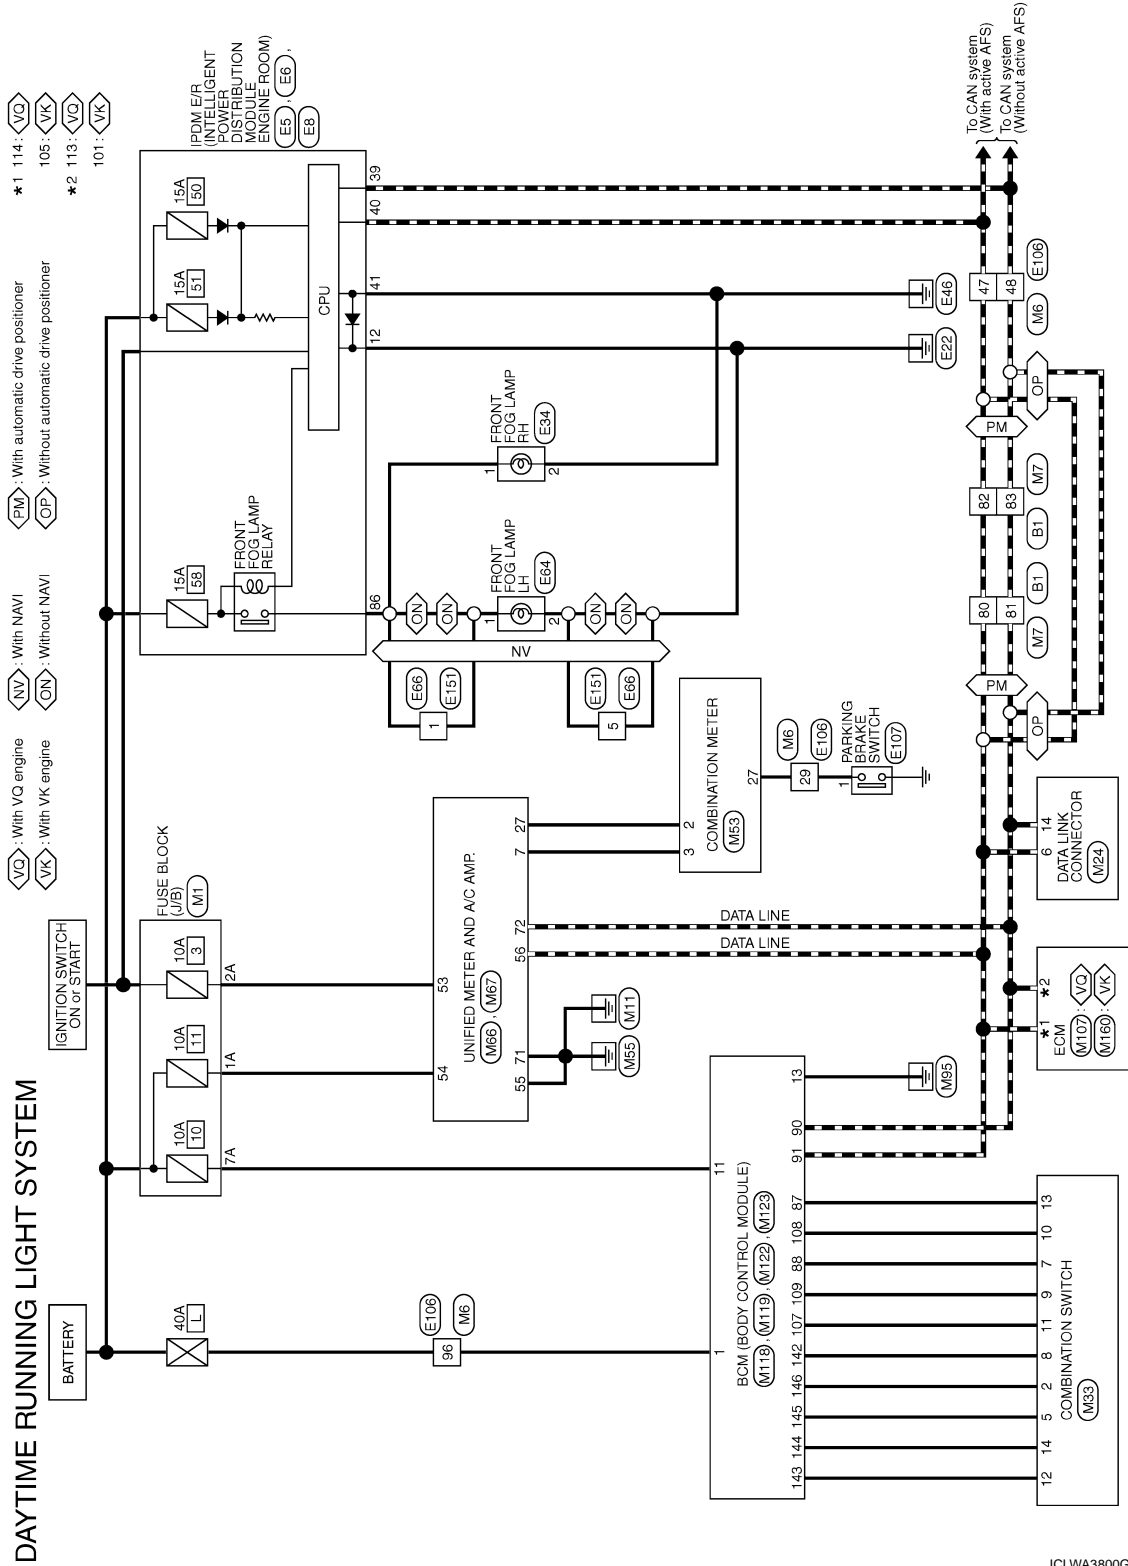 DAYTIME RUNNING LIGHT SYSTEM
VQ : With VQ engine
VK : With VK engine
NV : With NAVI
ON : Without NAVI
PM : With automatic drive positioner
OP : Without automatic drive positioner
*1 114: VQ
105: VK
*2 113: VQ
101: VK
BATTERY
IGNITION SWITCH
ON or START
40A
L
FUSE BLOCK
(J/B)
M1
10A
10
10A
11
10A
3
7A
1A
2A
15A
58
15A
51
15A
50
FRONT
FOG LAMP
RELAY
CPU
IPDM E/R
(INTELLIGENT
POWER
DISTRIBUTION
MODULE
ENGINE ROOM)
E5 , E6 ,
E8
86
12
41
40
39
E106
M6
96
54
53
UNIFIED METER AND A/C AMP.
M66 , M67
55
71
56
72
7
27
M55
M11
E66
E151
1
ON
ON
NV
1
FRONT
FOG LAMP
LH
E64
2
ON
ON
E151
E66
5
1
FRONT
FOG LAMP
RH
E34
2
1
11
13
BCM (BODY CONTROL MODULE)
M118 , M119 , M122 , M123
143
144
145
146
142
107
109
88
108
87
91
90
M95
DATA LINE
DATA LINE
3
2
COMBINATION METER
M53
27
M6
E106
29
1
PARKING
BRAKE
SWITCH
E107
E22
E46
12
14
5
2
8
11
9
7
10
13
COMBINATION SWITCH
M33
*1
*2
ECM
M107 : VQ
M160 : VK
6
14
DATA LINK
CONNECTOR
M24
OP
PM
M7
B1
80
81
82
83
B1
M7
PM
OP
47
48
M6
E106
To CAN system
(With active AFS)
To CAN system
(Without active AFS)
JCLWA3800G